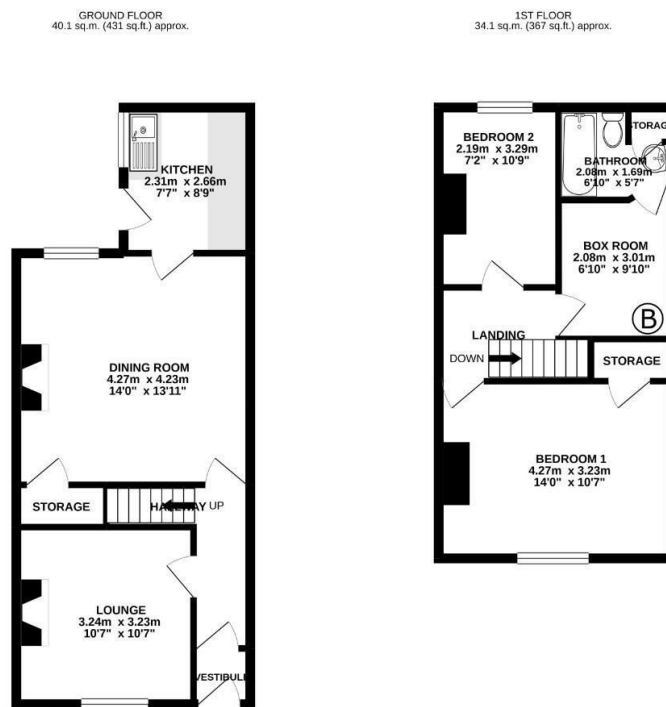 GROUND FLOOR
40.1 sq.m. (431 sq.ft.) approx.
KITCHEN
2.31m x 2.66m
7'7" x 8'9"
DINING ROOM
4.27m x 4.23m
14'0" x 13'11"
STORAGE
HALLWAY
UP
LOUNGE
3.24m x 3.23m
10'7" x 10'7"
VESTIBULE
1ST FLOOR
34.1 sq.m. (367 sq.ft.) approx.
BEDROOM 2
2.19m x 3.29m
7'2" x 10'9"
STORAGE
BATHROOM
2.08m x 1.69m
6'10" x 5'7"
BOX ROOM
2.08m x 3.01m
6'10" x 9'10"
B
LANDING
DOWN
STORAGE
BEDROOM 1
4.27m x 3.23m
14'0" x 10'7"